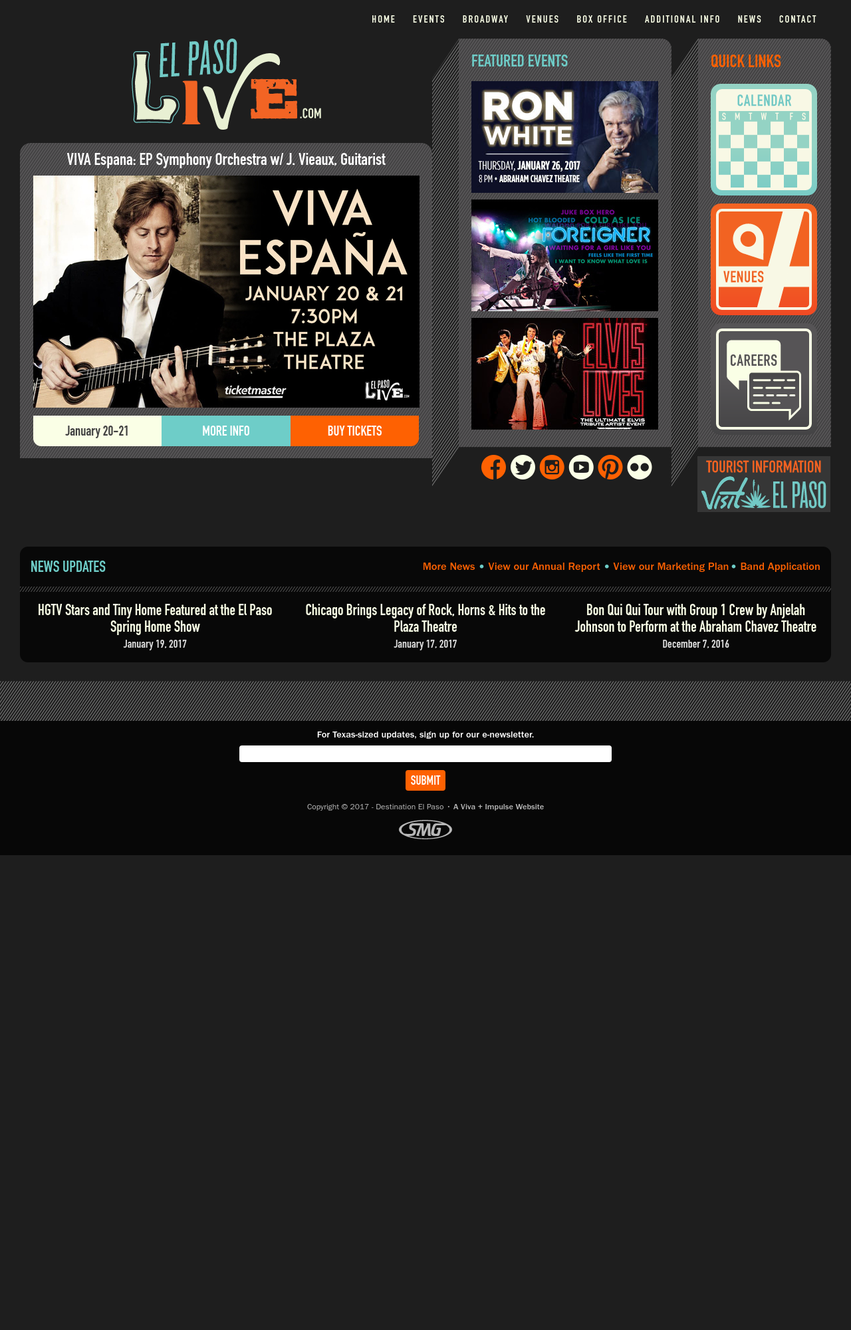 HOME EVENTS BROADWAY VENUES BOX OFFICE ADDITIONAL INFO NEWS CONTACT
EL PASO
LIVE
.COM
VIVA Espana: EP Symphony Orchestra w/ J. Vieaux, Guitarist
VIVA
ESPAÑA
JANUARY 20 & 21
7:30PM
THE PLAZA
THEATRE
ticketmaster
EL PASO
LIVE
.COM
January 20-21
MORE INFO
BUY TICKETS
FEATURED EVENTS
RON
WHITE
THURSDAY, JANUARY 26, 2017
8 PM • ABRAHAM CHAVEZ THEATRE
JUKE BOX HERO
HOT BLOODED COLD AS ICE
FOREIGNER
WAITING FOR A GIRL LIKE YOU
FEELS LIKE THE FIRST TIME
I WANT TO KNOW WHAT LOVE IS
ELVIS
LIVES
THE ULTIMATE ELVIS
TRIBUTE ARTIST EVENT
QUICK LINKS
CALENDAR
S M T W T F S
VENUES
CAREERS
TOURIST INFORMATION
Visit EL PASO
NEWS UPDATES
More News • View our Annual Report • View our Marketing Plan • Band Application
HGTV Stars and Tiny Home Featured at the El Paso
Spring Home Show
January 19, 2017
Chicago Brings Legacy of Rock, Horns & Hits to the
Plaza Theatre
January 17, 2017
Bon Qui Qui Tour with Group 1 Crew by Anjelah
Johnson to Perform at the Abraham Chavez Theatre
December 7, 2016
For Texas-sized updates, sign up for our e-newsletter.
SUBMIT
Copyright © 2017 - Destination El Paso · A Viva + Impulse Website
SMG